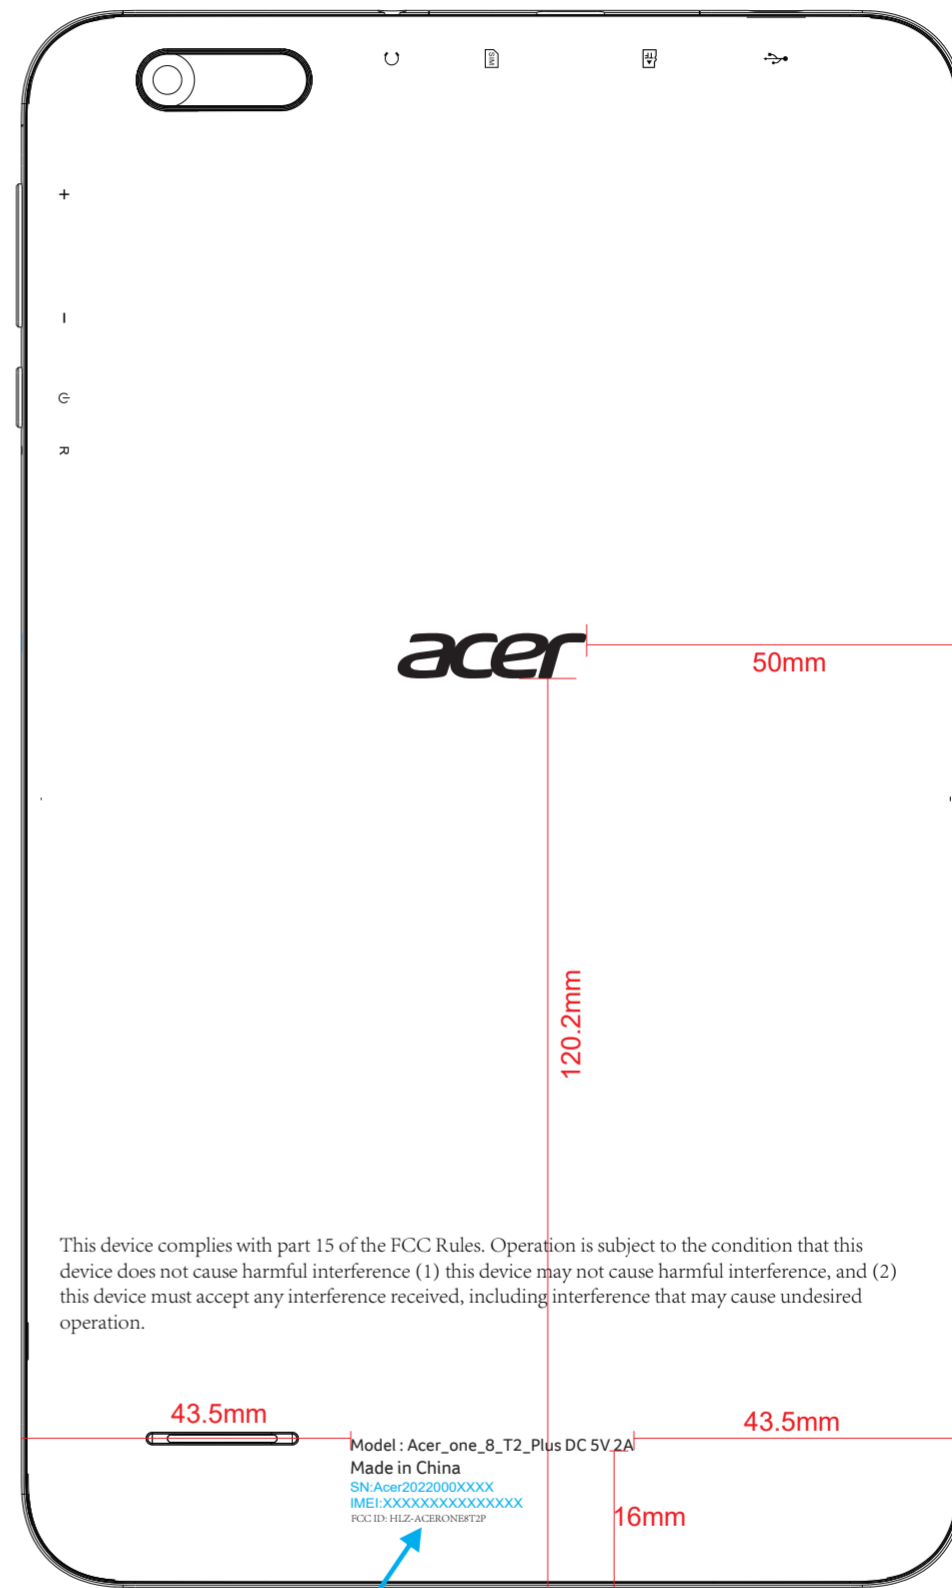 SIM
TF
+
-
R
acer
50mm
120.2mm
This device complies with part 15 of the FCC Rules. Operation is subject to the condition that this
device does not cause harmful interference (1) this device may not cause harmful interference, and (2)
this device must accept any interference received, including interference that may cause undesired
operation.
43.5mm
43.5mm
Model : Acer_one_8_T2_Plus DC 5V 2A
Made in China
SN:Acer2022000XXXX
IMEI:XXXXXXXXXXXXXXX
FCC ID: HLZ-ACERONE8T2P
16mm